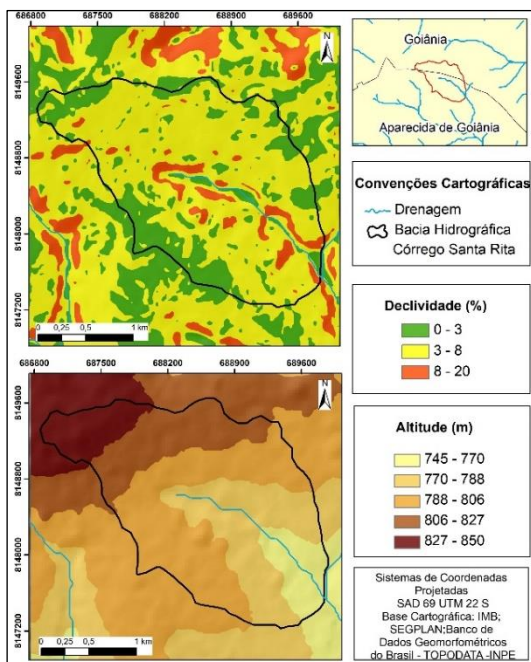 686800 687500 688200 688900 689600
N
8149600
8148800
8148000
8147200
0 0,25 0,5 1 km
686800 687500 688200 688900 689600
N
8149600
8148800
8148000
8147200
0 0,25 0,5 1 km
Goiânia
Aparecida de
Goiânia
Convenções Cartográficas
Drenagem
Bacia Hidrográfica
Córrego Santa Rita
Declividade (%)
0 - 3
3 - 8
8 - 20
Altitude (m)
745 - 770
770 - 788
788 - 806
806 - 827
827 - 850
Sistemas de Coordenadas
Projetadas
SAD 69 UTM 22 S
Base Cartográfica: IMB;
SEGPLAN;Banco de
Dados Geomorfométricos
do Brasil - TOPODATA -INPE